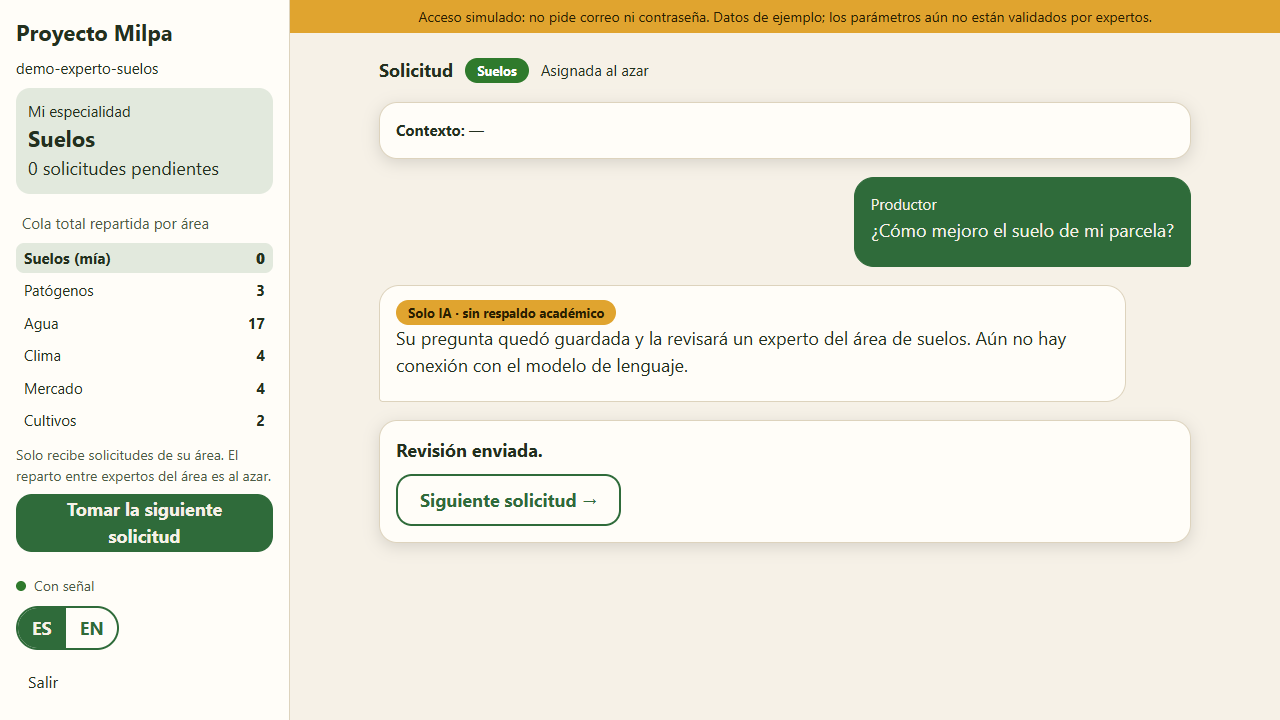 Proyecto Milpa
demo-experto-suelos
Mi especialidad
Suelos
0 solicitudes pendientes
Cola total repartida por área
Suelos (mía) 0
Patógenos 3
Agua 17
Clima 4
Mercado 4
Cultivos 2
Solo recibe solicitudes de su área. El
reparto entre expertos del área es al azar.
Tomar la siguiente
solicitud
Con señal
ES EN
Salir
Acceso simulado: no pide correo ni contraseña. Datos de ejemplo; los parámetros aún no están validados por expertos.
Solicitud Suelos Asignada al azar
Contexto: —
Productor
¿Cómo mejoro el suelo de mi parcela?
Solo IA · sin respaldo académico
Su pregunta quedó guardada y la revisará un experto del área de suelos. Aún no hay
conexión con el modelo de lenguaje.
Revisión enviada.
Siguiente solicitud →